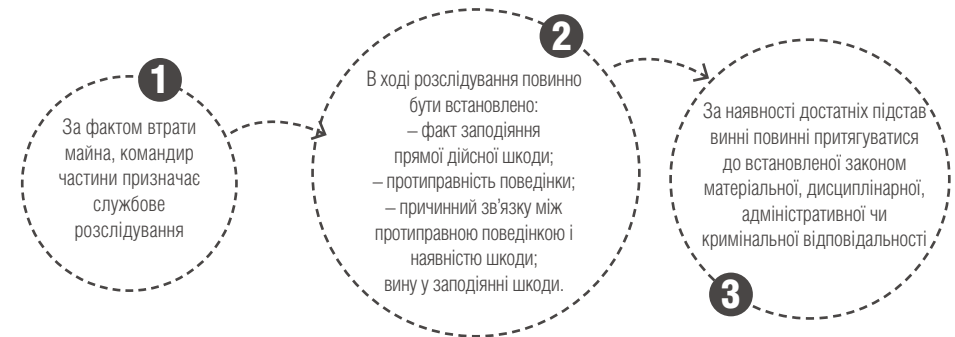 1
За фактом втрати
майна, командир
частини призначає
службове
розслідування
2
В ході розслідування повинно
бути встановлено:
– факт заподіяння
прямої дійсної шкоди;
– протиправність поведінки;
– причинний зв'язку між
протиправною поведінкою і
наявністю шкоди;
вину у заподіянні шкоди.
За наявності достатніх підстав
винні повинні притягуватися
до встановленої законом
матеріальної, дисциплінарної,
адміністративної чи
кримінальної відповідальності
3